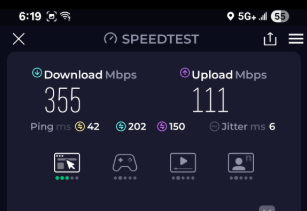 6:19 5G+ 55
SPEEDTEST
Download Mbps Upload Mbps
355 111
Ping ms 42 202 150 Jitter ms 6